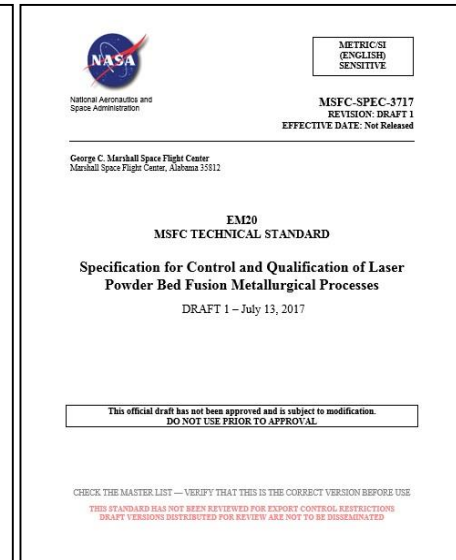 NASA
METRIC/SI
(ENGLISH)
SENSITIVE
National Aeronautics and
Space Administration
MSFC-SPEC-3717
REVISION: DRAFT 1
EFFECTIVE DATE: Not Released
George C. Marshall Space Flight Center
Marshall Space Flight Center, Alabama 35812
EM20
MSFC TECHNICAL STANDARD
Specification for Control and Qualification of Laser
Powder Bed Fusion Metallurgical Processes
DRAFT 1 – July 13, 2017
This official draft has not been approved and is subject to modification.
DO NOT USE PRIOR TO APPROVAL
CHECK THE MASTER LIST — VERIFY THAT THIS IS THE CORRECT VERSION BEFORE USE
THIS STANDARD HAS NOT BEEN REVIEWED FOR EXPORT CONTROL RESTRICTIONS
DRAFT VERSIONS DISTRIBUTED FOR REVIEW ARE NOT TO BE DISSEMINATED